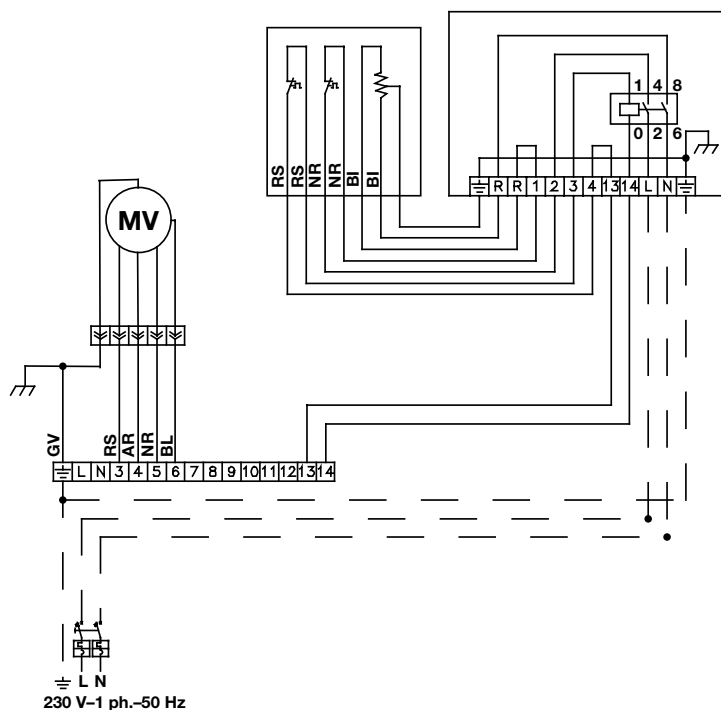 1 4 8
0 2 6
RS RS NR NR BI BI
R R 1 2 3 4 13 14 L N
MV
GV RS AR NR BL
L N 3 4 5 6 7 8 9 10 11 12 13 14
L N
230 V–1 ph.–50 Hz